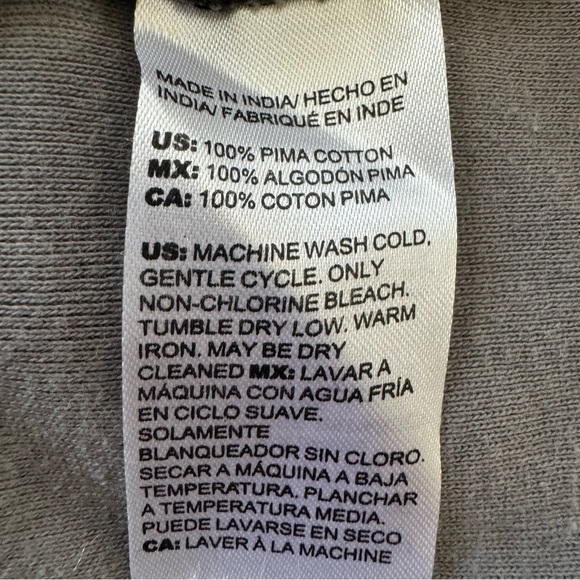 MADE IN INDIA/ HECHO EN
INDIA/ FABRIQUÉ EN INDE
US: 100% PIMA COTTON
MX: 100% ALGODÓN PIMA
CA: 100% COTON PIMA
US: MACHINE WASH COLD,
GENTLE CYCLE. ONLY
NON-CHLORINE BLEACH.
TUMBLE DRY LOW. WARM
IRON. MAY BE DRY
CLEANED MX: LAVAR A
MÁQUINA CON AGUA FRÍA
EN CICLO SUAVE.
SOLAMENTE
BLANQUEADOR SIN CLORO.
SECAR A MÁQUINA A BAJA
TEMPERATURA. PLANCHAR
A TEMPERATURA MEDIA.
PUEDE LAVARSE EN SECO
CA: LAVER À LA MACHINE